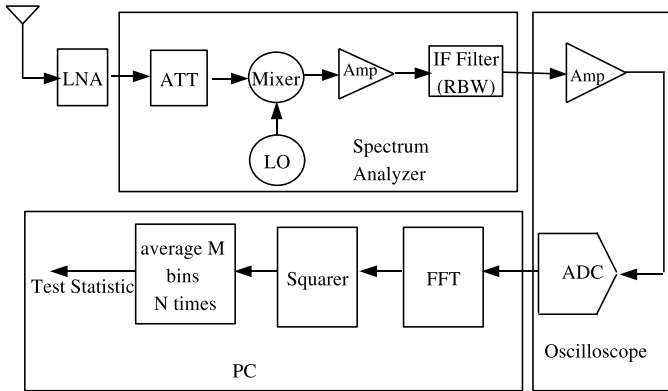 LNA
ATT
Mixer
Amp
IF Filter
(RBW)
Amp
LO
Spectrum
Analyzer
average M
bins
N times
Squarer
FFT
ADC
Test Statistic
PC
Oscilloscope